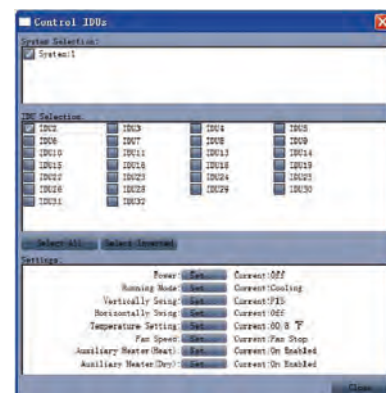 Control IDUs
System Selection:
System:1
IDU Selection:
IDU2 IDU3 IDU4 IDU5
IDU6 IDU7 IDU8 IDU9
IDU10 IDU11 IDU13 IDU14
IDU15 IDU16 IDU18 IDU19
IDU22 IDU23 IDU24 IDU25
IDU26 IDU28 IDU29 IDU30
IDU31 IDU32
Select All Select Inverted
Settings:
Power: Set... Current:Off
Running Mode: Set... Current:Cooling
Vertically Swing: Set... Current:P15
Horizontally Swing: Set... Current:Off
Temperature Setting: Set... Current:60.8 °F
Fan Speed: Set... Current:Fan Stop
Auxiliary Heater(Heat): Set... Current:On Enabled
Auxiliary Heater(Dry): Set... Current:On Enabled
Close